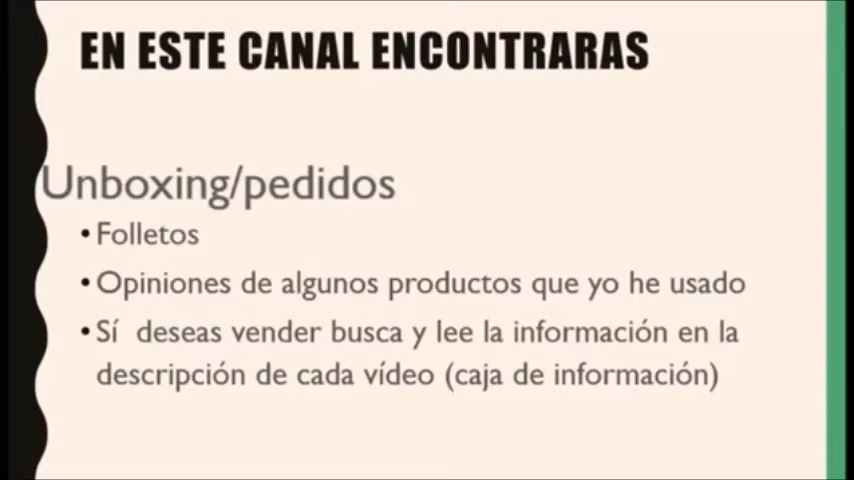 EN ESTE CANAL ENCONTRARAS
Unboxing/pedidos
• Folletos
• Opiniones de algunos productos que yo he usado
• Sí deseas vender busca y lee la información en la
descripción de cada vídeo (caja de información)